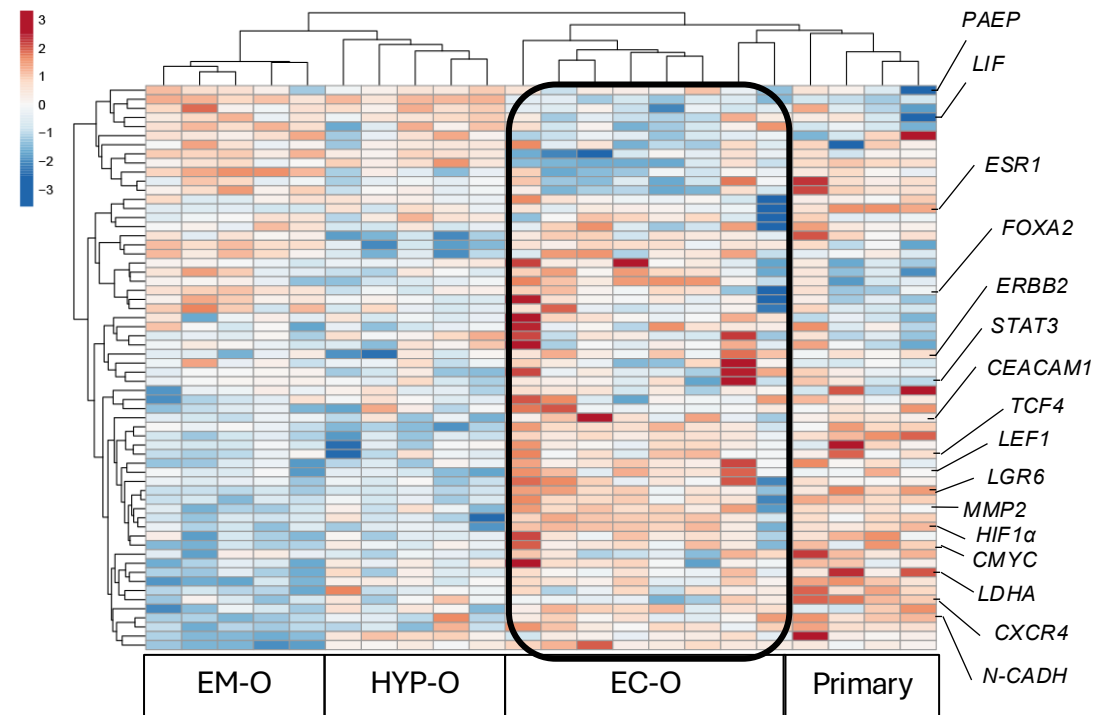 3
2
1
0
−1
−2
−3
PAEP
LIF
ESR1
FOXA2
ERBB2
STAT3
CEACAM1
TCF4
LEF1
LGR6
MMP2
HIF1α
CMYC
LDHA
CXCR4
N-CADH
EM-O HYP-O EC-O Primary